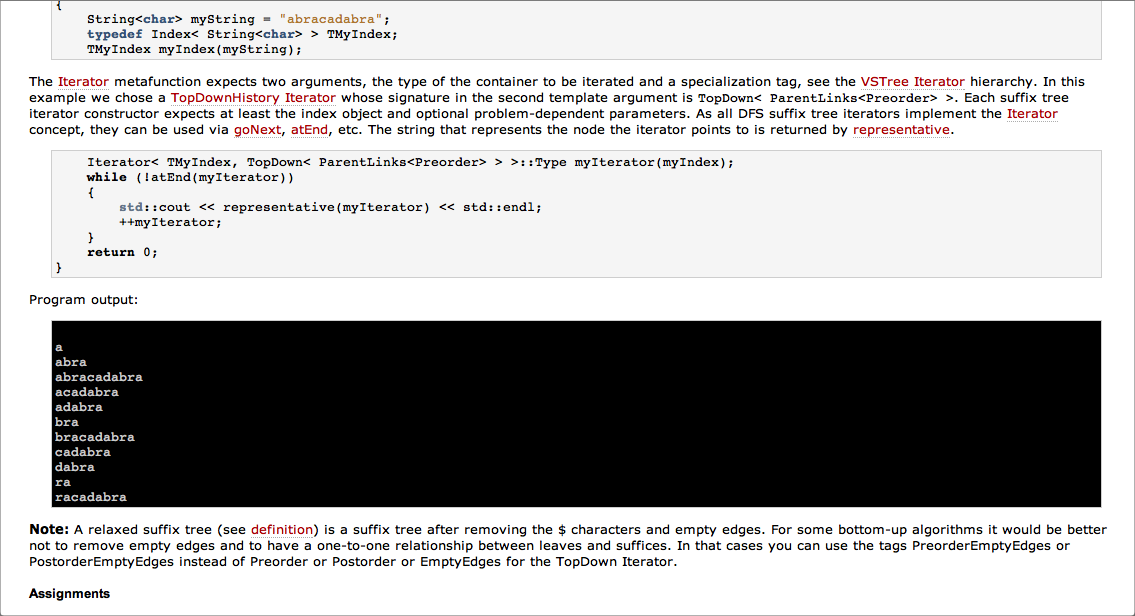 {
    String<char> myString = "abracadabra";
    typedef Index< String<char> > TMyIndex;
    TMyIndex myIndex(myString);
The Iterator metafunction expects two arguments, the type of the container to be iterated and a specialization tag, see the VSTree Iterator hierarchy. In this
example we chose a TopDownHistory Iterator whose signature in the second template argument is TopDown< ParentLinks<Preorder> >. Each suffix tree
iterator constructor expects at least the index object and optional problem-dependent parameters. As all DFS suffix tree iterators implement the Iterator
concept, they can be used via goNext, atEnd, etc. The string that represents the node the iterator points to is returned by representative.
    Iterator< TMyIndex, TopDown< ParentLinks<Preorder> > >::Type myIterator(myIndex);
    while (!atEnd(myIterator))
    {
        std::cout << representative(myIterator) << std::endl;
        ++myIterator;
    }
    return 0;
}
Program output:
a
abra
abracadabra
acadabra
adabra
bra
bracadabra
cadabra
dabra
ra
racadabra
Note: A relaxed suffix tree (see definition) is a suffix tree after removing the $ characters and empty edges. For some bottom-up algorithms it would be better
not to remove empty edges and to have a one-to-one relationship between leaves and suffices. In that cases you can use the tags PreorderEmptyEdges or
PostorderEmptyEdges instead of Preorder or Postorder or EmptyEdges for the TopDown Iterator.
Assignments